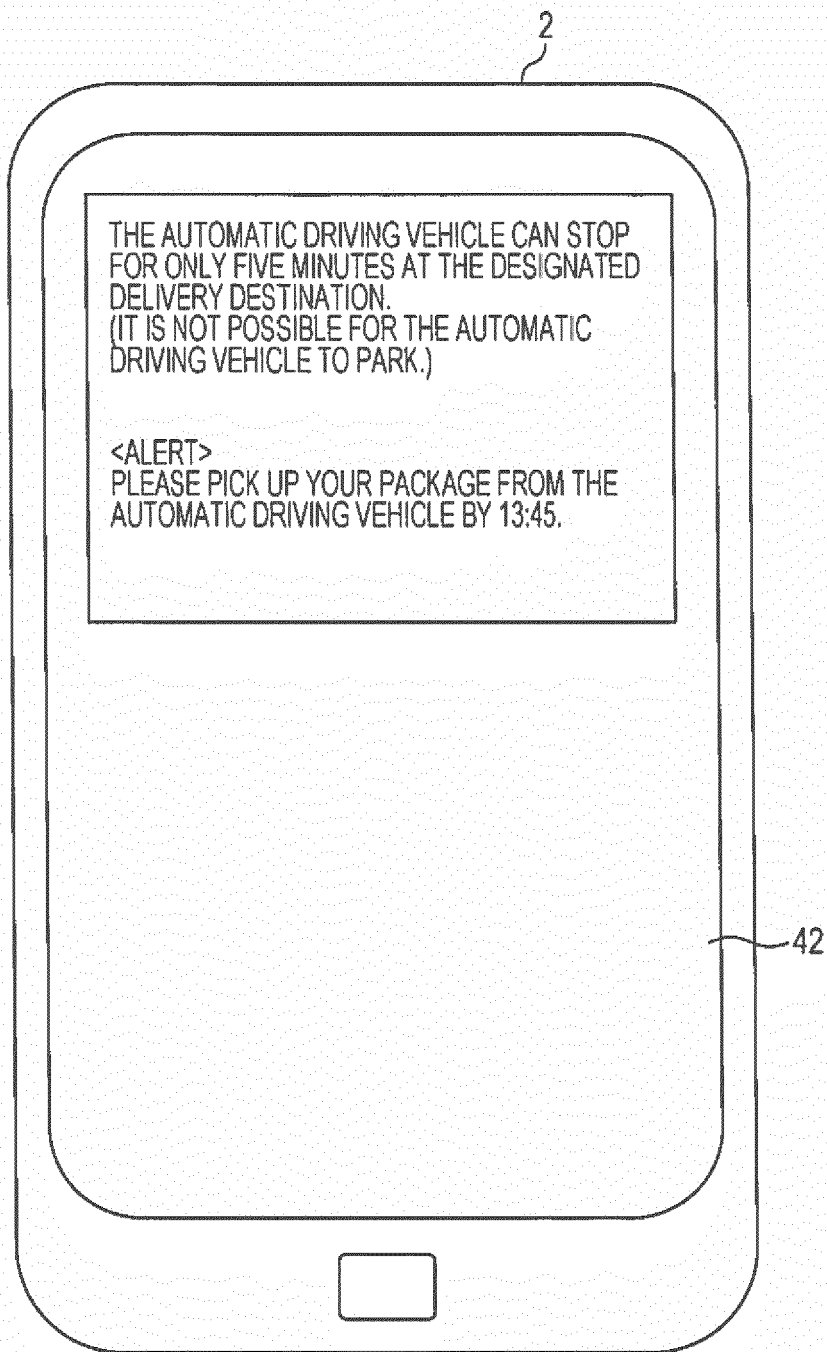 2
THE AUTOMATIC DRIVING VEHICLE CAN STOP
FOR ONLY FIVE MINUTES AT THE DESIGNATED
DELIVERY DESTINATION.
(IT IS NOT POSSIBLE FOR THE AUTOMATIC
DRIVING VEHICLE TO PARK.)
<ALERT>
PLEASE PICK UP YOUR PACKAGE FROM THE
AUTOMATIC DRIVING VEHICLE BY 13:45.
42